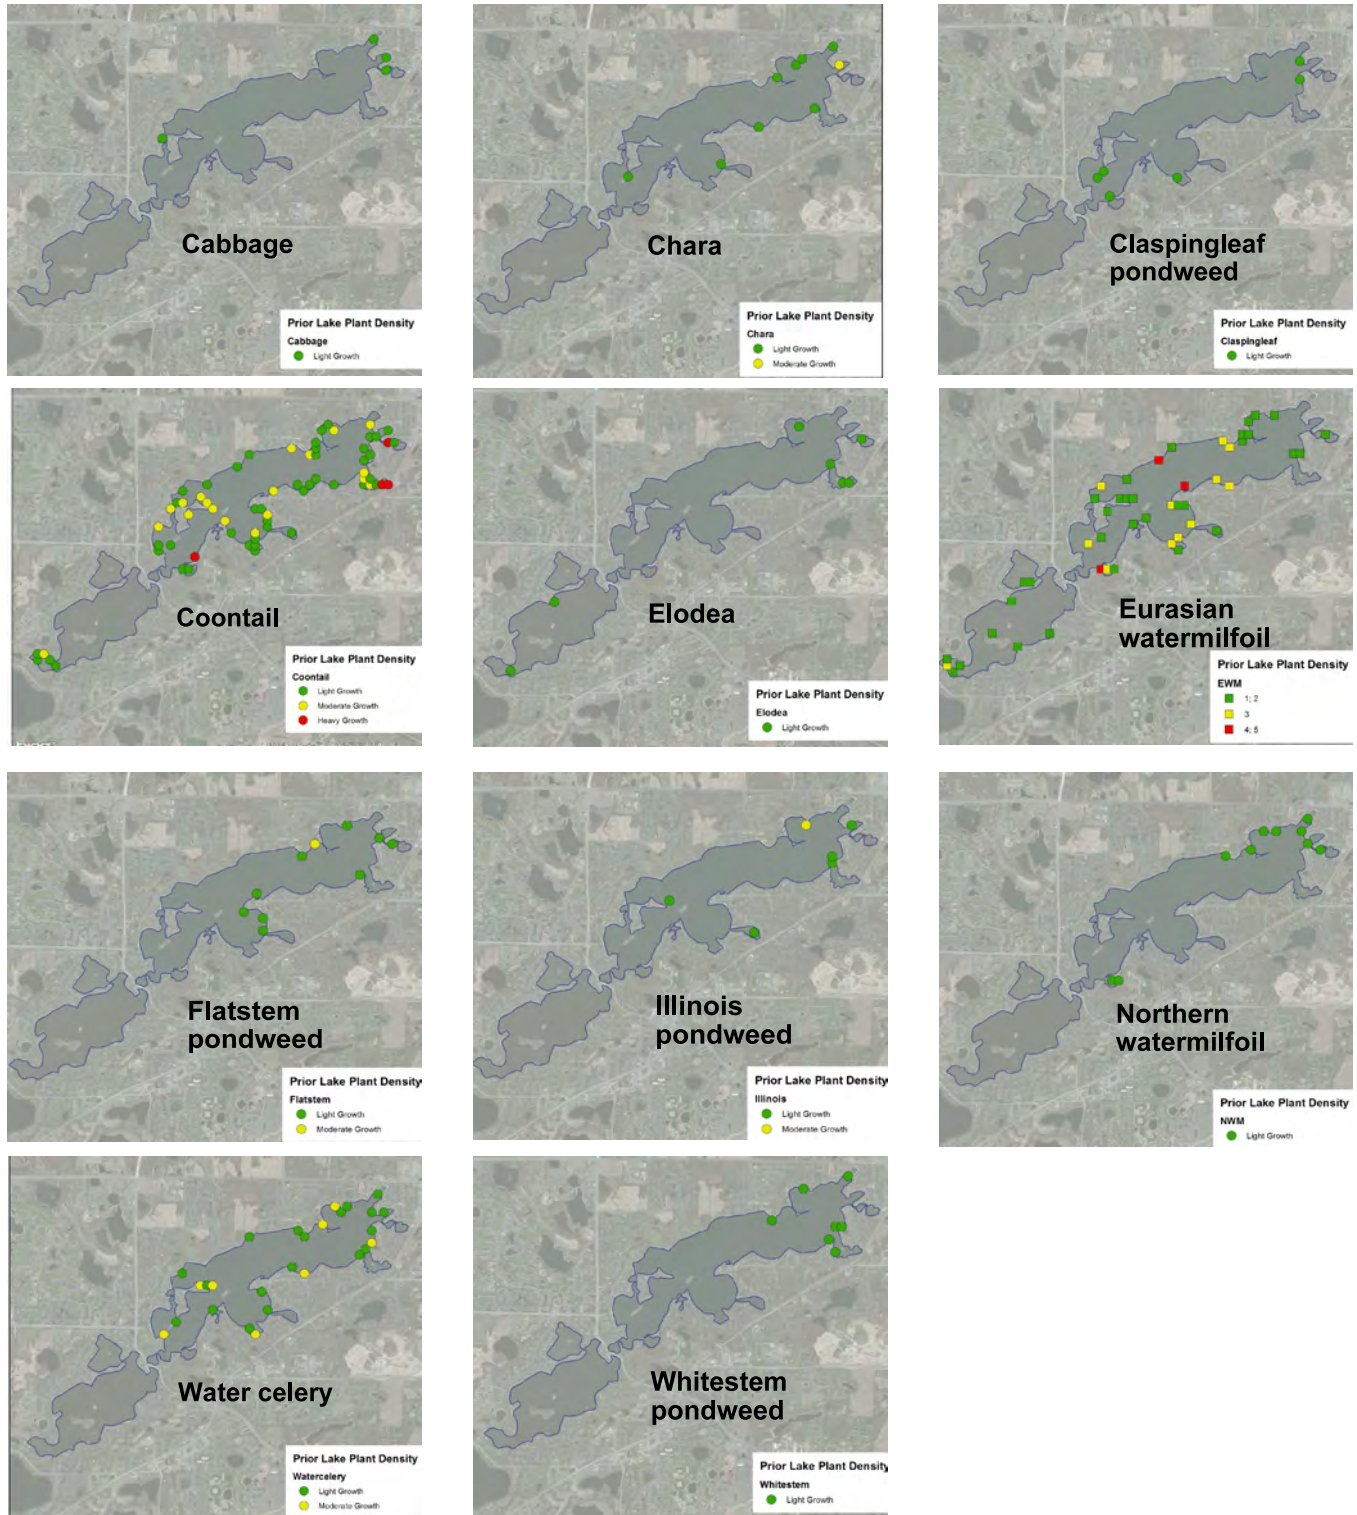 Cabbage
Prior Lake Plant Density
Cabbage
Light Growth
Chara
Prior Lake Plant Density
Chara
Light Growth
Moderate Growth
Claspingleaf
pondweed
Prior Lake Plant Density
Claspingleaf
Light Growth
Coontail
Prior Lake Plant Density
Coontail
Light Growth
Moderate Growth
Heavy Growth
Elodea
Prior Lake Plant Density
Elodea
Light Growth
Eurasian
watermilfoil
Prior Lake Plant Density
EWM
1; 2
3
4; 5
Flatstem
pondweed
Prior Lake Plant Density
Flatstem
Light Growth
Moderate Growth
Illinois
pondweed
Prior Lake Plant Density
Illinois
Light Growth
Moderate Growth
Northern
watermilfoil
Prior Lake Plant Density
NWM
Light Growth
Water celery
Prior Lake Plant Density
Watercelery
Light Growth
Moderate Growth
Whitestem
pondweed
Prior Lake Plant Density
Whitestem
Light Growth